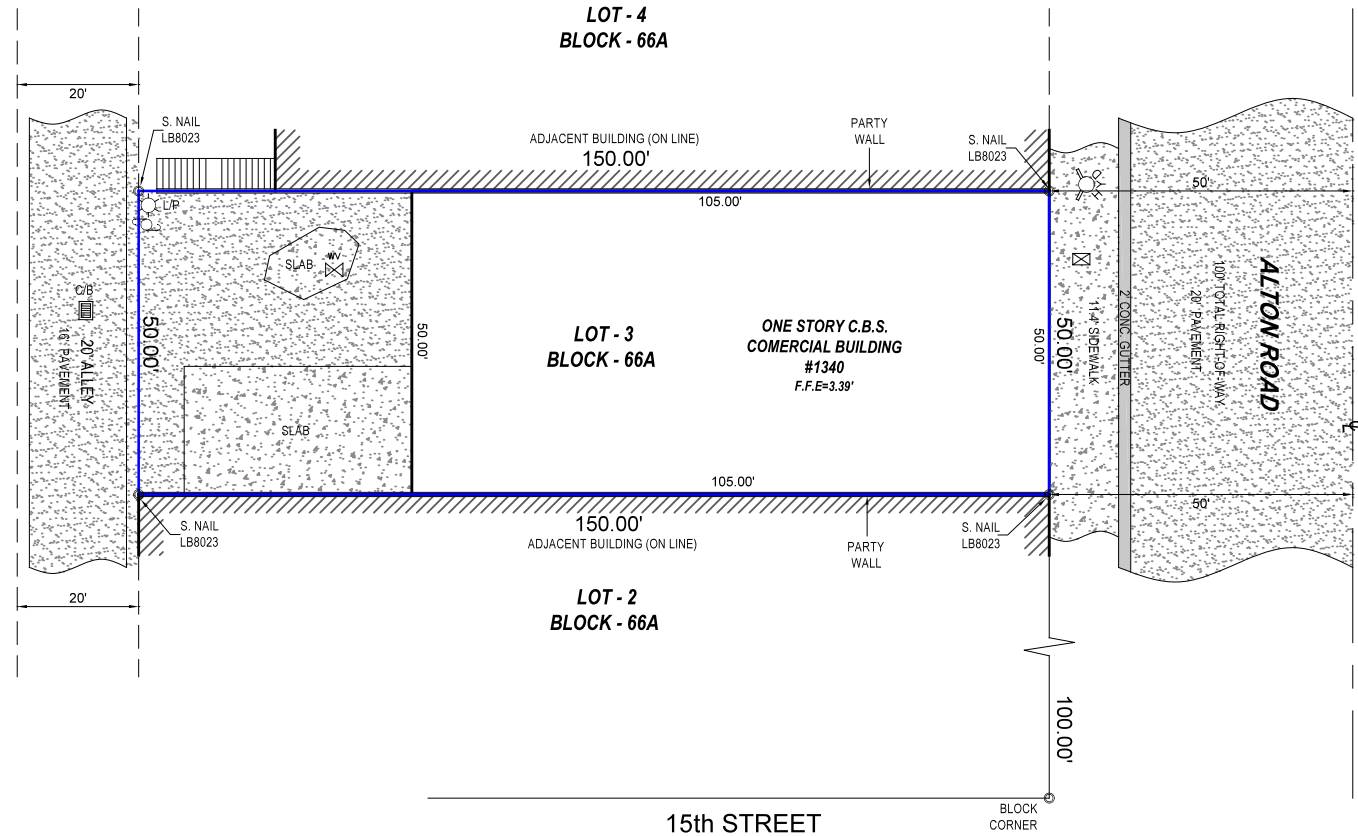 LOT - 4
BLOCK - 66A
20'
S. NAIL
LB8023
ADJACENT BUILDING (ON LINE)
150.00'
PARTY
WALL
S. NAIL
LB8023
105.00'
50'
L/P
SLAB
WV
C/B
20' ALLEY
16' PAVEMENT
50.00'
50.00'
LOT - 3
BLOCK - 66A
ONE STORY C.B.S.
COMERCIAL BUILDING
#1340
F.F.E=3.39'
50.00'
50.00'
11.4' SIDEWALK
2' CONC. GUTTER
20' PAVEMENT
100' TOTAL RIGHT-OF-WAY
ALTON ROAD
SLAB
105.00'
50'
S. NAIL
LB8023
150.00'
ADJACENT BUILDING (ON LINE)
PARTY
WALL
S. NAIL
LB8023
20'
LOT - 2
BLOCK - 66A
100.00'
15th STREET
BLOCK
CORNER